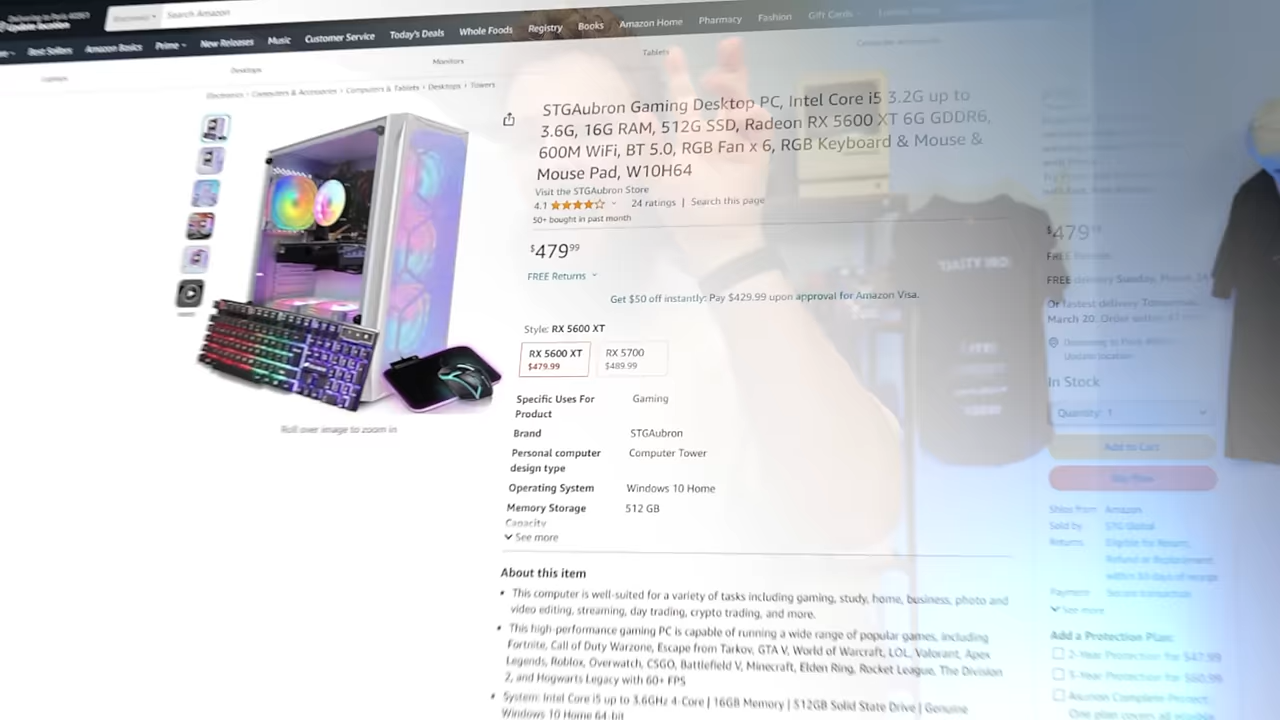 Update location
Search Amazon
Best Sellers
Amazon Basics
Prime
New Releases
Music
Customer Service
Today's Deals
Whole Foods
Registry
Books
Amazon Home
Pharmacy
Fashion
Gift Cards
Laptops
Desktops
Monitors
Tablets
Electronics › Computers & Accessories › Computers & Tablets › Desktops › Towers
STGAubron Gaming Desktop PC, Intel Core i5 3.2G up to
3.6G, 16G RAM, 512G SSD, Radeon RX 5600 XT 6G GDDR6,
600M WiFi, BT 5.0, RGB Fan x 6, RGB Keyboard & Mouse &
Mouse Pad, W10H64
Visit the STGAubron Store
4.1
24 ratings | Search this page
50+ bought in past month
$479 99
FREE Returns
Get $50 off instantly: Pay $429.99 upon approval for Amazon Visa.
Style: RX 5600 XT
RX 5600 XT
$479.99
RX 5700
$489.99
Specific Uses For
Product
Gaming
Brand
STGAubron
Personal computer
design type
Computer Tower
Operating System
Windows 10 Home
Memory Storage
Capacity
512 GB
See more
Roll over image to zoom in
About this item
• This computer is well-suited for a variety of tasks including gaming, study, home, business, photo and
video editing, streaming, day trading, crypto trading, and more.
• This high-performance gaming PC is capable of running a wide range of popular games, including
Fortnite, Call of Duty Warzone, Escape from Tarkov, GTA V, World of Warcraft, LOL, Valorant, Apex
Legends, Roblox, Overwatch, CSGO, Battlefield V, Minecraft, Elden Ring, Rocket League, The Division
2, and Hogwarts Legacy with 60+ FPS
• System: Intel Core i5 up to 3.6GHz 4-Core | 16GB Memory | 512GB Solid State Drive | Genuine
Windows 10 Home 64-bit
$479
FREE Returns
FREE delivery Sunday,
Or fastest delivery Tomorrow,
March 20. Order within
Update location
In Stock
Quantity: 1
Add to Cart
Buy Now
Ships from
Amazon
Sold by
STG Global
Returns
Eligible for Return,
Refund or Replacement
within 30 days of receipt
Payment
Secure transaction
See more
Add a Protection Plan:
2-Year Protection for $47.99
3-Year Protection for $60.99
One plan covers all